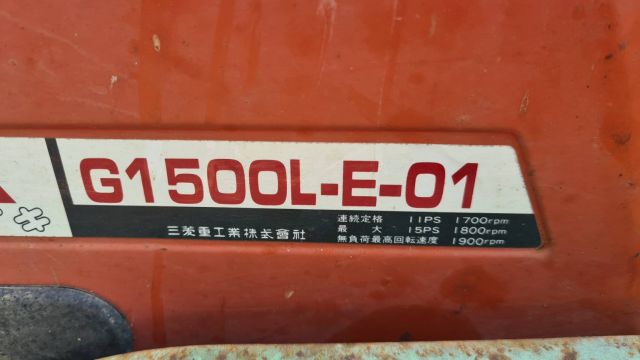 G1500L-E-01
連続定格 11PS 1700rpm
最大 15PS 1800rpm
無負荷最高回転速度 1900rpm
三菱重工業株式會社